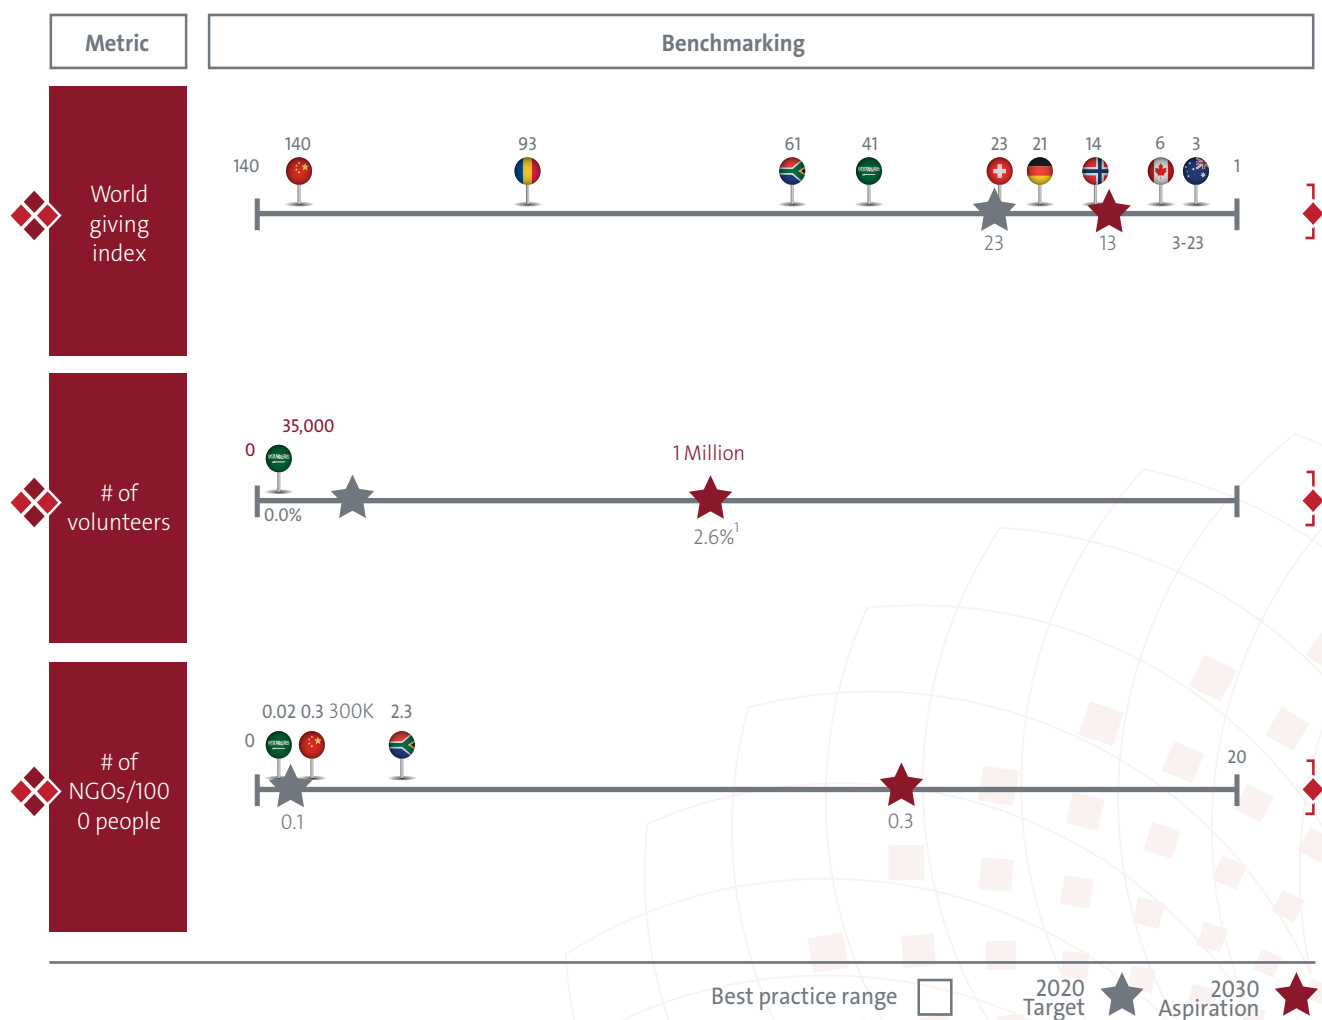 Metric
Benchmarking
World
giving
index
140
140
93
61
41
23
21
14
6
3
1
23
13
3-23
# of
volunteers
0
35,000
0.0%
1 Million
2.6%1
# of
NGOs/100
0 people
0
0.02 0.3 300K 2.3
20
0.1
0.3
Best practice range
2020
Target
2030
Aspiration